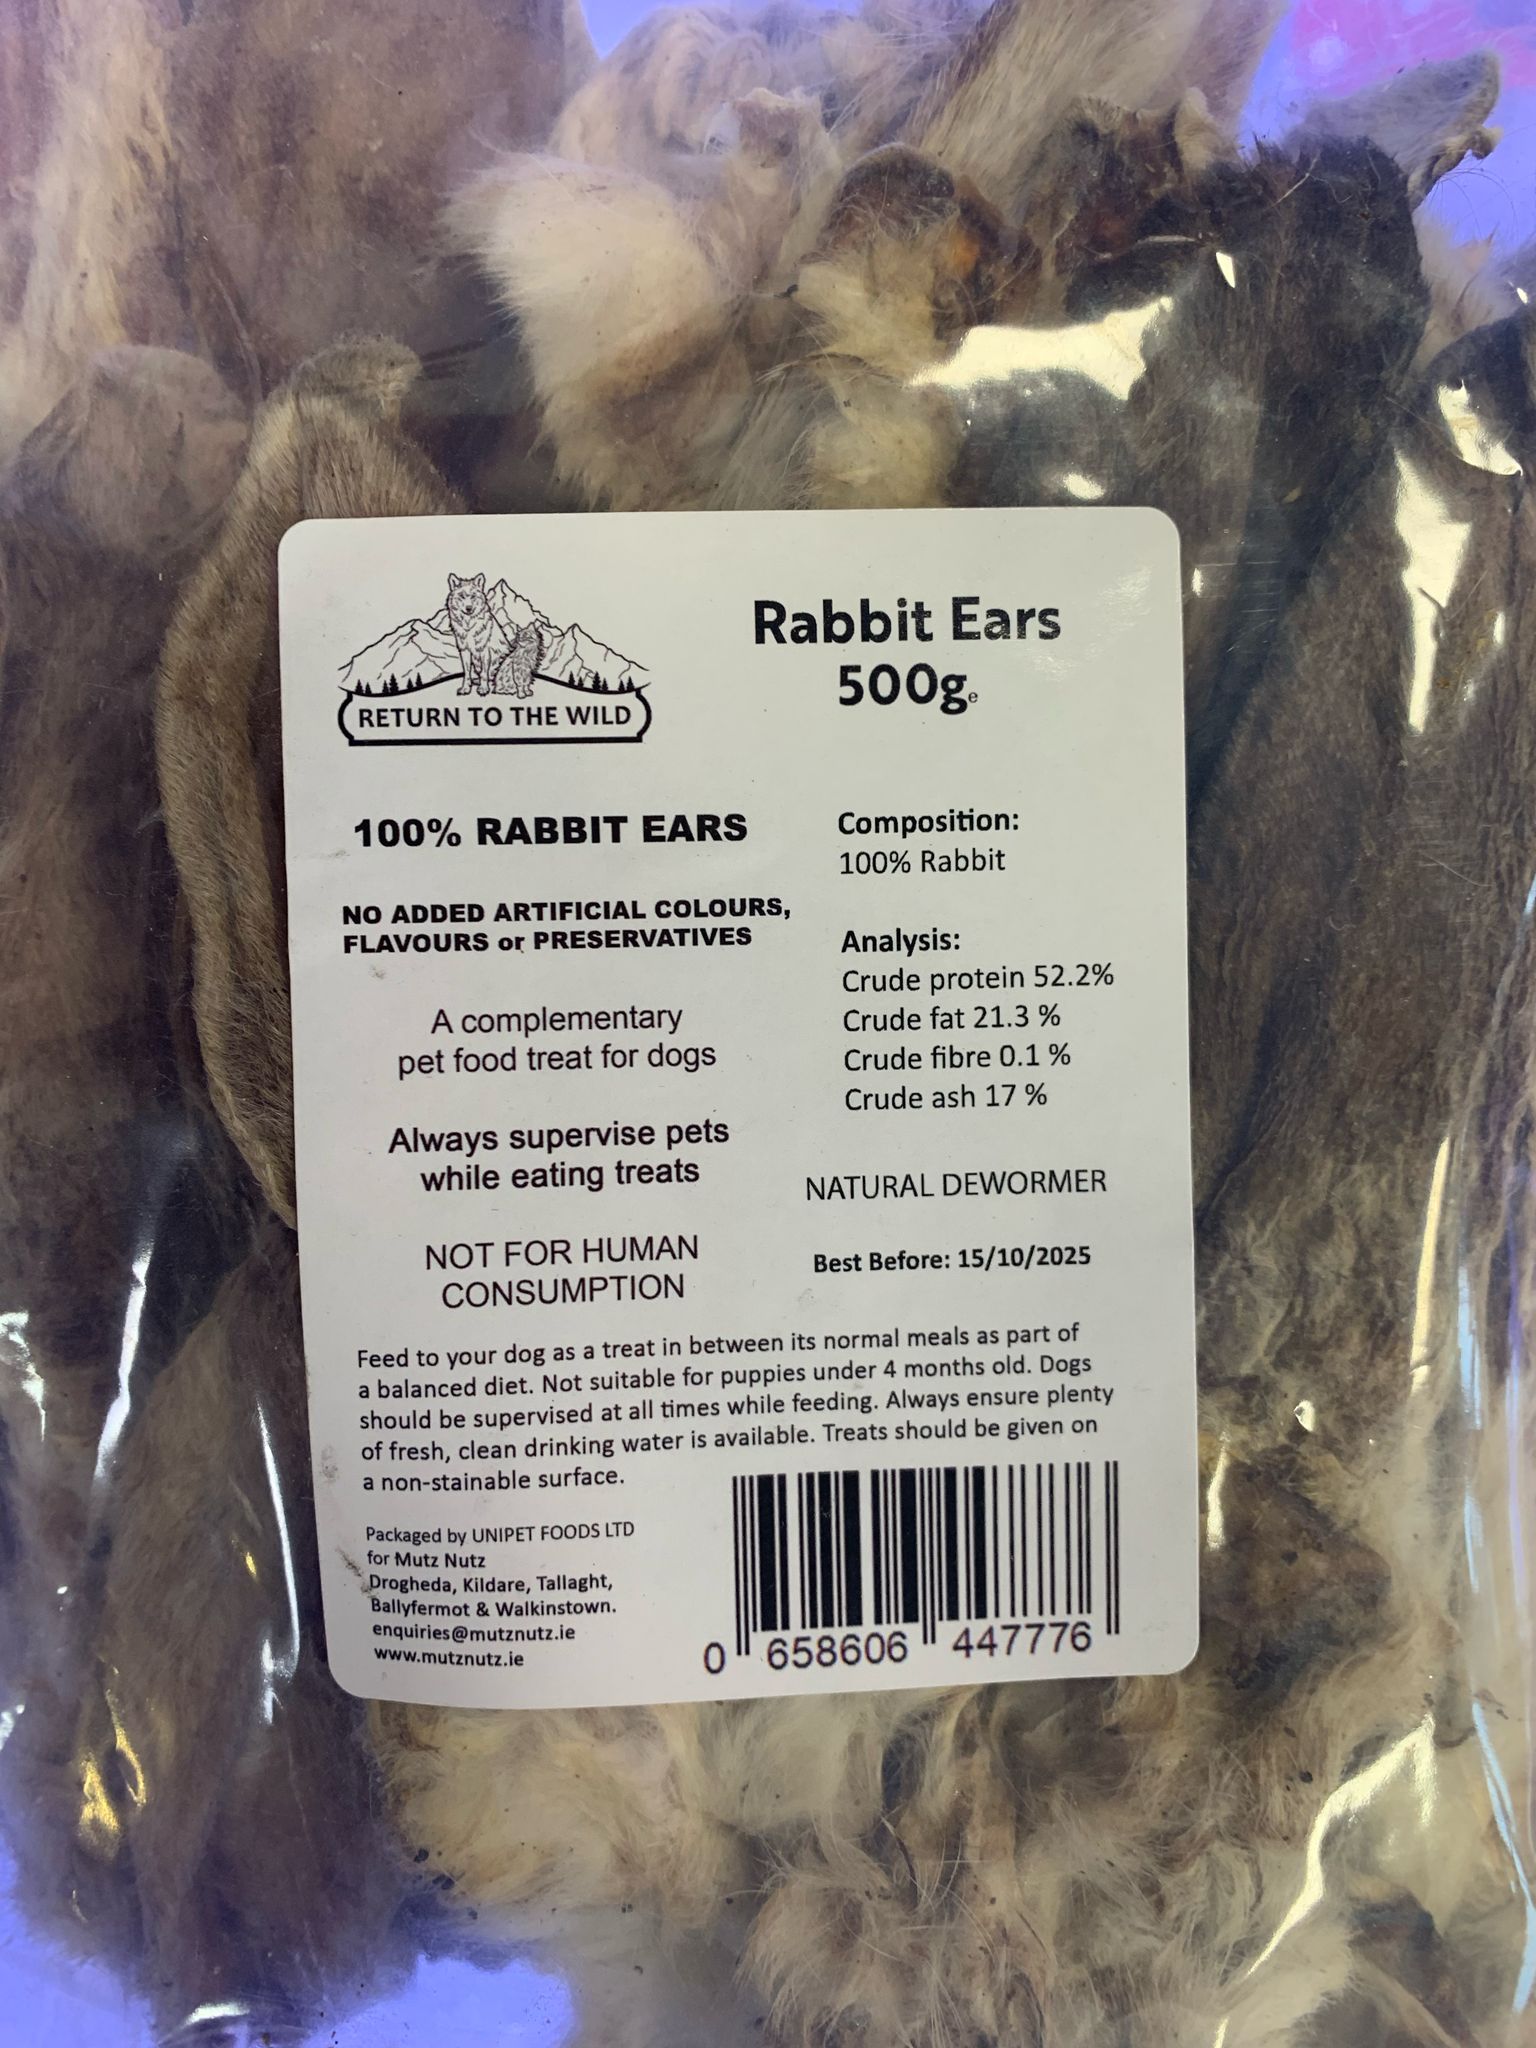 RETURN TO THE WILD
Rabbit Ears
500g e
100% RABBIT EARS
NO ADDED ARTIFICIAL COLOURS,
FLAVOURS or PRESERVATIVES
A complementary
pet food treat for dogs
Always supervise pets
while eating treats
NOT FOR HUMAN
CONSUMPTION
Composition:
100% Rabbit
Analysis:
Crude protein 52.2%
Crude fat 21.3 %
Crude fibre 0.1 %
Crude ash 17 %
NATURAL DEWORMER
Best Before: 15/10/2025
Feed to your dog as a treat in between its normal meals as part of
a balanced diet. Not suitable for puppies under 4 months old. Dogs
should be supervised at all times while feeding. Always ensure plenty
of fresh, clean drinking water is available. Treats should be given on
a non-stainable surface.
Packaged by UNIPET FOODS LTD
for Mutz Nutz
Drogheda, Kildare, Tallaght,
Ballyfermot & Walkinstown.
enquiries@mutznutz.ie
www.mutznutz.ie
0 658606 447776